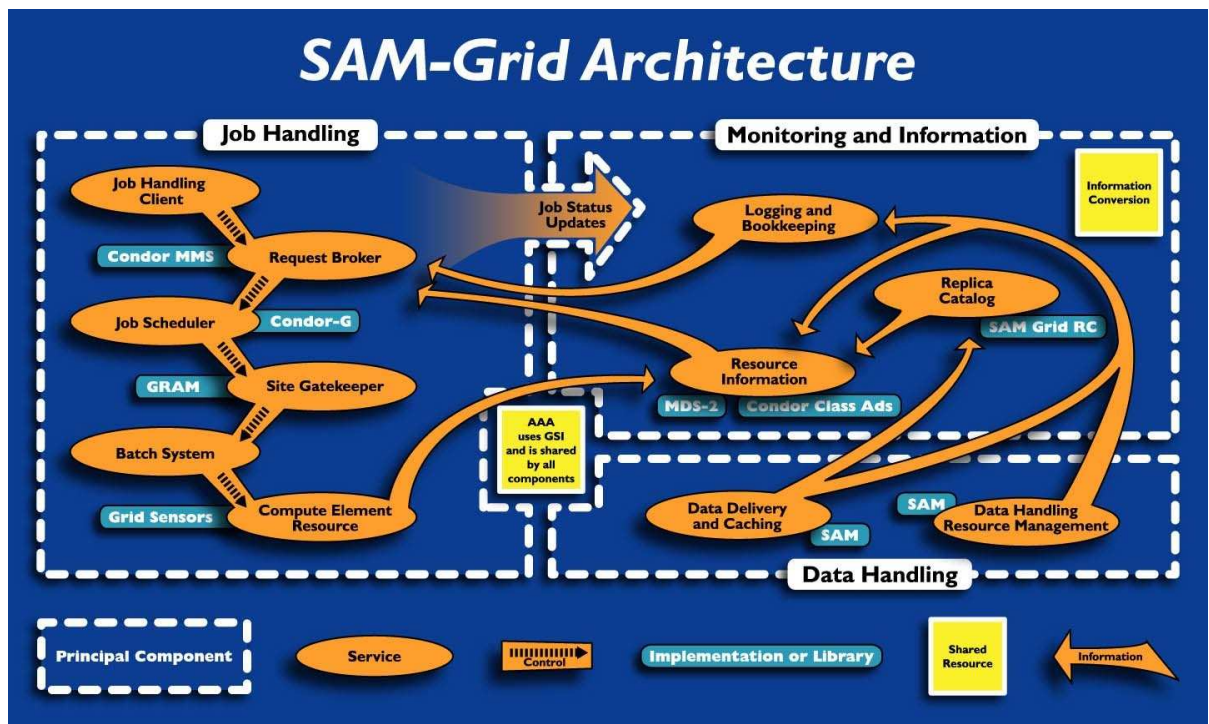 SAM-Grid Architecture
Job Handling
Job Handling
Client
Condor MMS
Request Broker
Job Scheduler
Condor-G
GRAM
Site Gatekeeper
Batch System
Grid Sensors
Compute Element
Resource
Job Status
Updates
Monitoring and Information
Information
Conversion
Logging and
Bookkeeping
Replica
Catalog
SAM Grid RC
Resource
Information
MDS-2
Condor Class Ads
AAA
uses GSI
and is shared
by all
components
Data Delivery
and Caching
SAM
SAM
Data Handling
Resource Management
Data Handling
Principal Component
Service
Control
Implementation or Library
Shared
Resource
Information